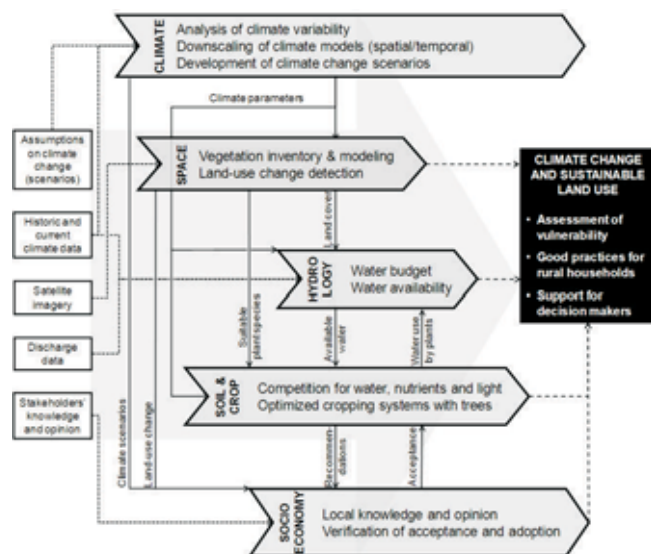 CLIMATE
Analysis of climate variability
Downscaling of climate models (spatial/temporal)
Development of climate change scenarios
Climate parameters
Assumptions
on climate
change
(scenarios)
Historic and
current
climate data
Satellite
imagery
Discharge
data
Stakeholders'
knowledge
and opinion
SPACE
Vegetation inventory & modeling
Land-use change detection
Land cover
HYDRO
LOGY
Water budget
Water availability
Suitable
plant species
Available
water
Water use
by plants
SOIL &
CROP
Competition for water, nutrients and light
Optimized cropping systems with trees
Climate scenarios
Land-use change
Recommen-
dations
Acceptance
SOCIO
ECONOMY
Local knowledge and opinion
Verification of acceptance and adoption
CLIMATE CHANGE
AND SUSTAINABLE
LAND USE
• Assessment of
vulnerability
• Good practices for
rural households
• Support for
decision makers